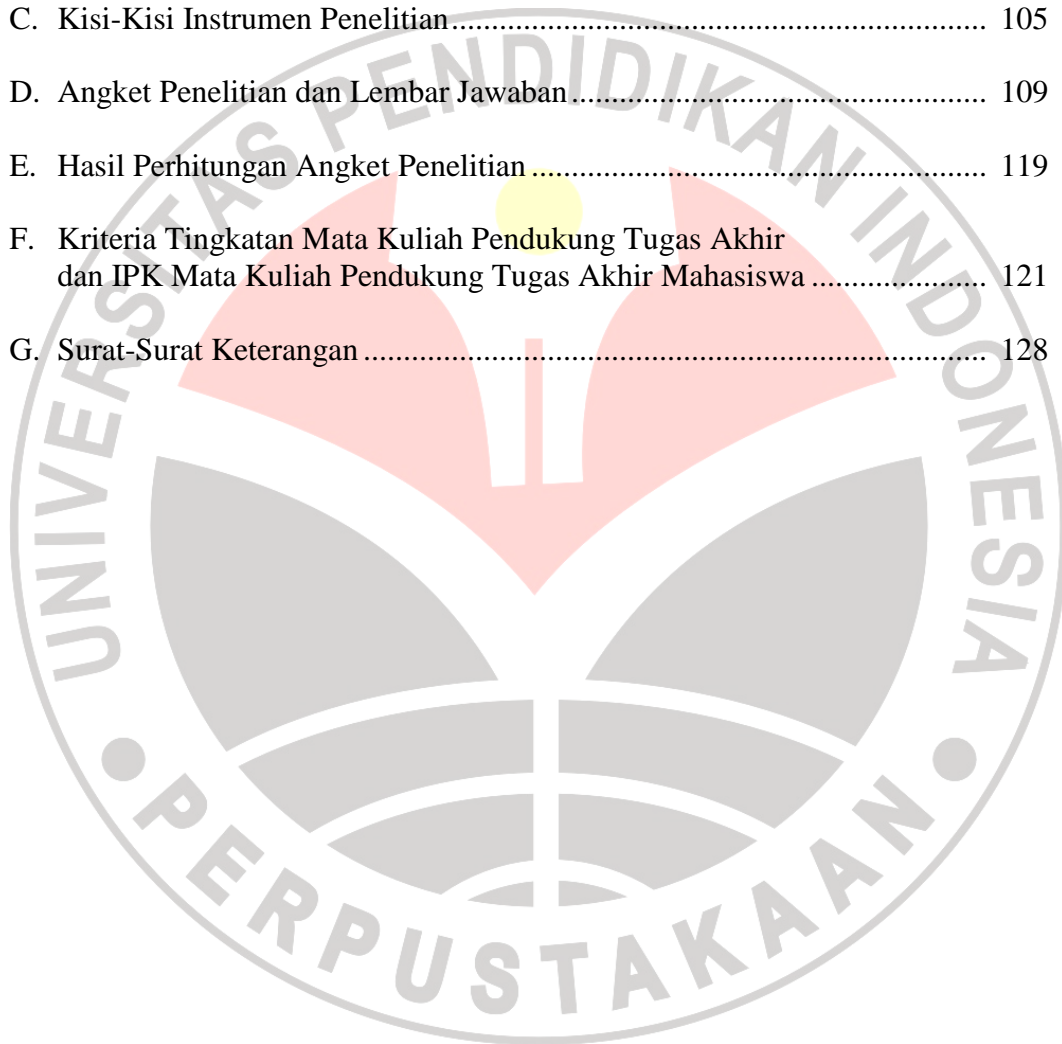 C. Kisi-Kisi Instrumen Penelitian........................................................................................ 105
D. Angket Penelitian dan Lembar Jawaban.................................................................... 109
E. Hasil Perhitungan Angket Penelitian ........................................................................... 119
F. Kriteria Tingkatan Mata Kuliah Pendukung Tugas Akhir
dan IPK Mata Kuliah Pendukung Tugas Akhir Mahasiswa ................... 121
G. Surat-Surat Keterangan ....................................................................................................... 128
UNIVERSITAS PENDIDIKAN INDONESIA
PERPUSTAKAAN